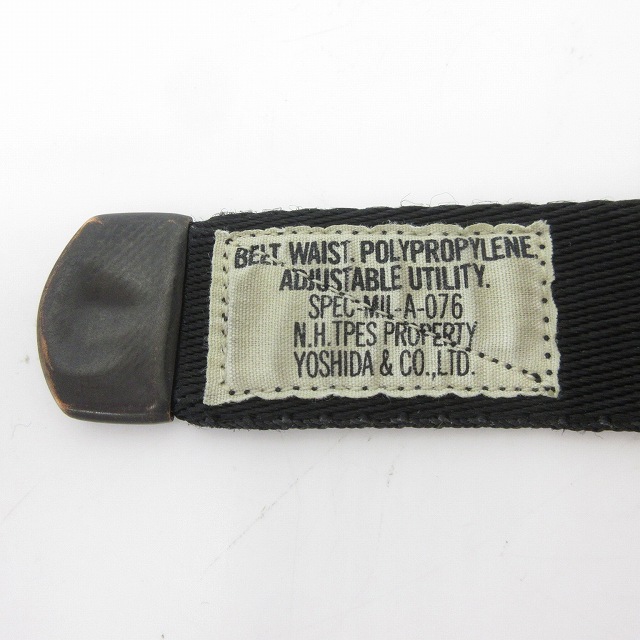 BELT, WAIST. POLYPROPYLENE,
ADJUSTABLE UTILITY.
SPEC-MIL-A-076
N.H.TPES PROPERTY
YOSHIDA & CO.,LTD.